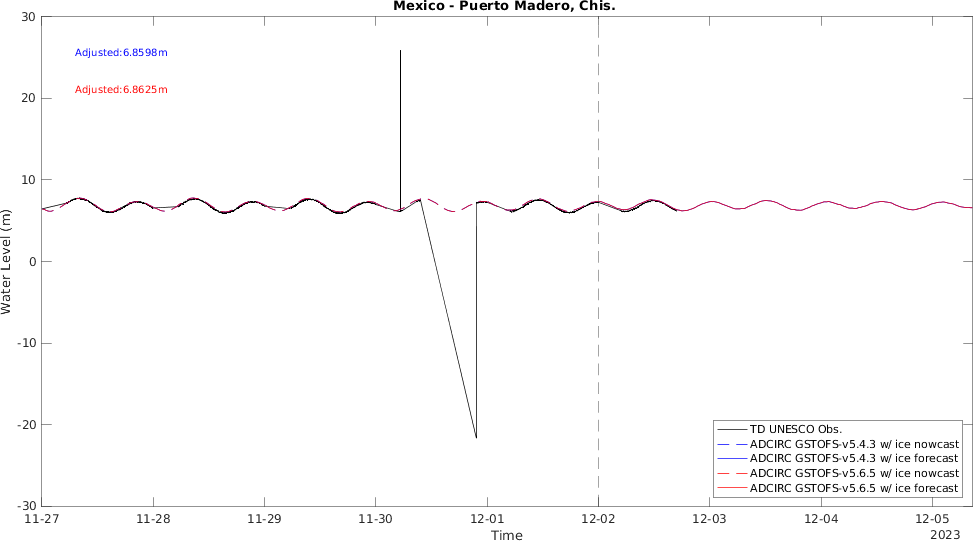 Mexico - Puerto Madero, Chis.
30
Adjusted:6.8598m
Adjusted:6.8625m
20
10
0
-10
-20
-30
Water Level (m)
TD UNESCO Obs.
ADCIRC GSTOFS-v5.4.3 w/ ice nowcast
ADCIRC GSTOFS-v5.4.3 w/ ice forecast
ADCIRC GSTOFS-v5.6.5 w/ ice nowcast
ADCIRC GSTOFS-v5.6.5 w/ ice forecast
11-27 11-28 11-29 11-30 12-01 12-02 12-03 12-04 12-05
Time
2023